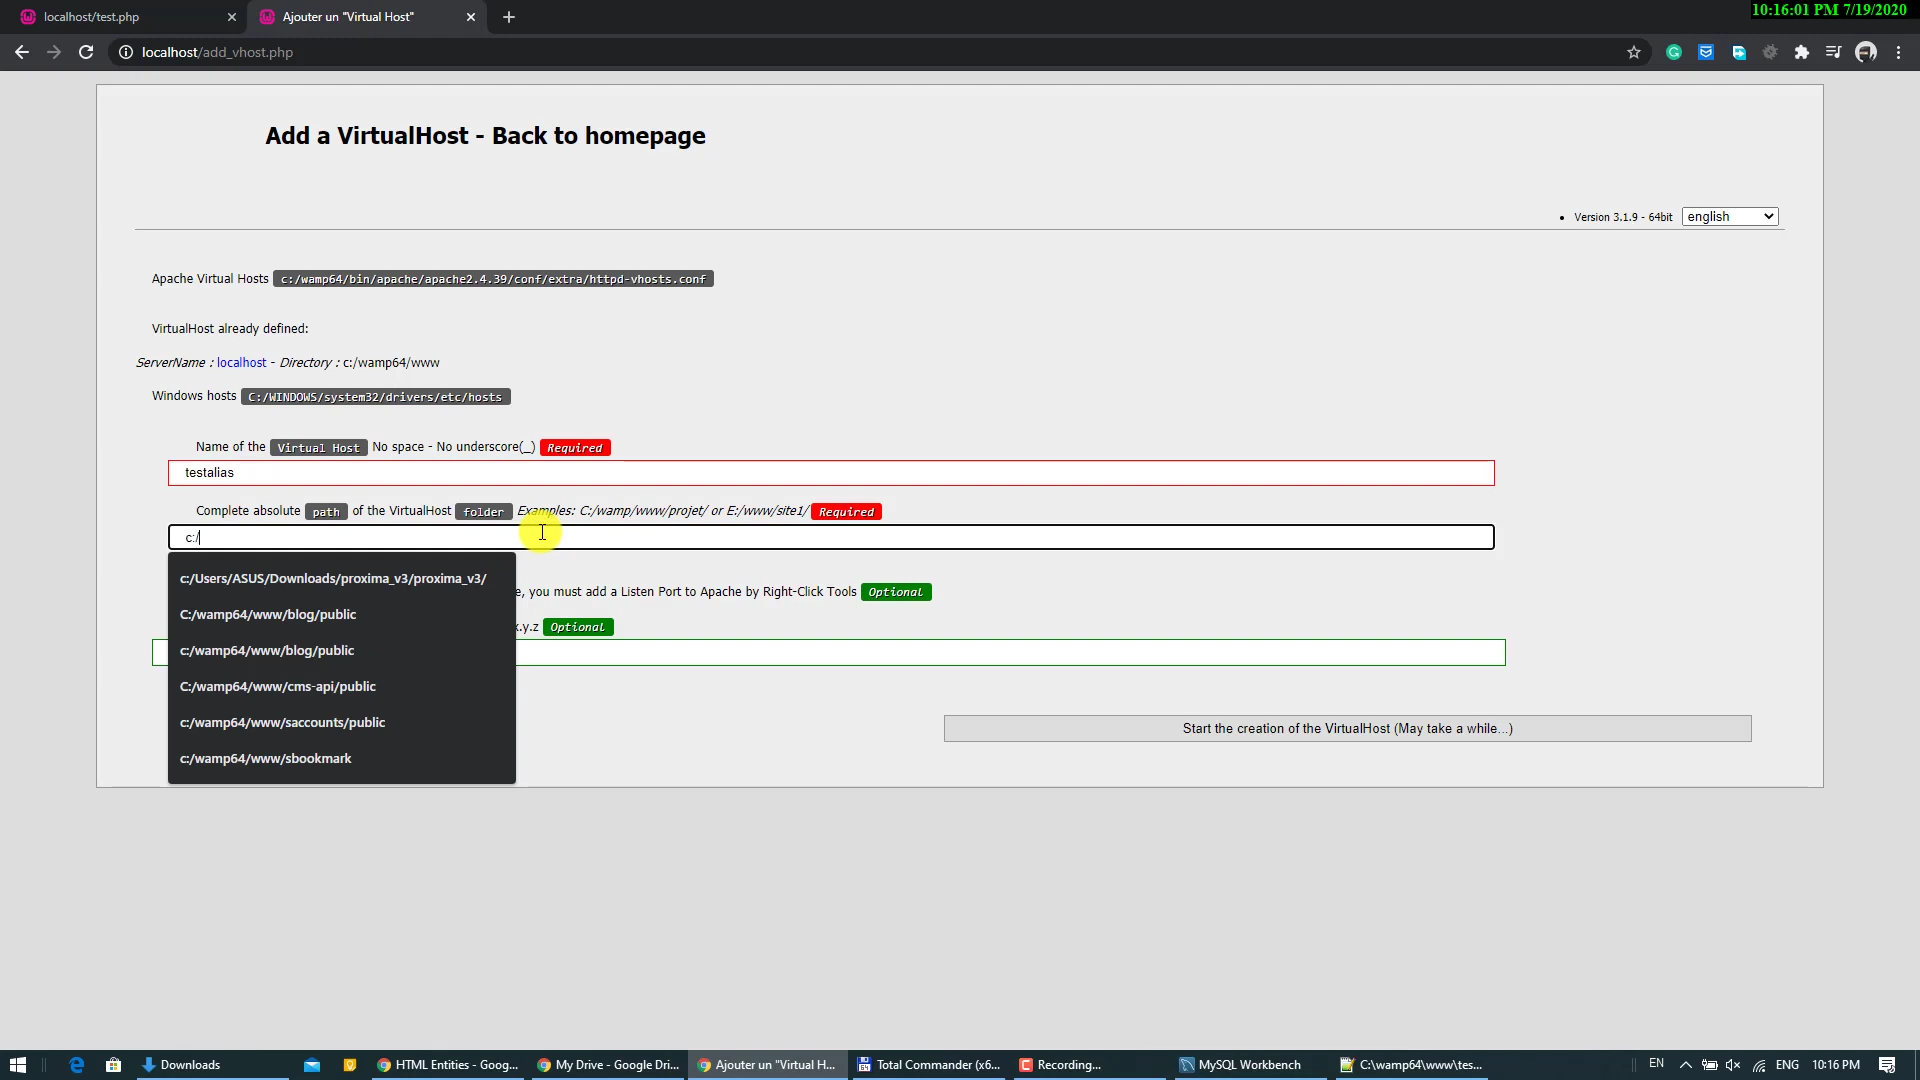 10:16:01 PM 7/19/2020
localhost/test.php
Ajouter un "Virtual Host"
localhost/add_vhost.php
Add a VirtualHost - Back to homepage
Version 3.1.9 - 64bit english
Apache Virtual Hosts c:/wamp64/bin/apache/apache2.4.39/conf/extra/httpd-vhosts.conf
VirtualHost already defined:
ServerName : localhost - Directory : c:/wamp64/www
Windows hosts C:/WINDOWS/system32/drivers/etc/hosts
Name of the Virtual Host No space - No underscore(_) Required
testalias
Complete absolute path of the VirtualHost folder Examples: C:/wamp/www/projet/ or E:/www/site1/ Required
c:/
c:/Users/ASUS/Downloads/proxima_v3/proxima_v3/
e, you must add a Listen Port to Apache by Right-Click Tools Optional
C:/wamp64/www/blog/public
x.y.z Optional
c:/wamp64/www/blog/public
C:/wamp64/www/cms-api/public
c:/wamp64/www/saccounts/public
Start the creation of the VirtualHost (May take a while...)
c:/wamp64/www/sbookmark
Downloads
HTML Entities - Goog...
My Drive - Google Dri...
Ajouter un "Virtual H...
Total Commander (x6...
Recording...
MySQL Workbench
C:\wamp64\www\tes...
EN
ENG
10:16 PM